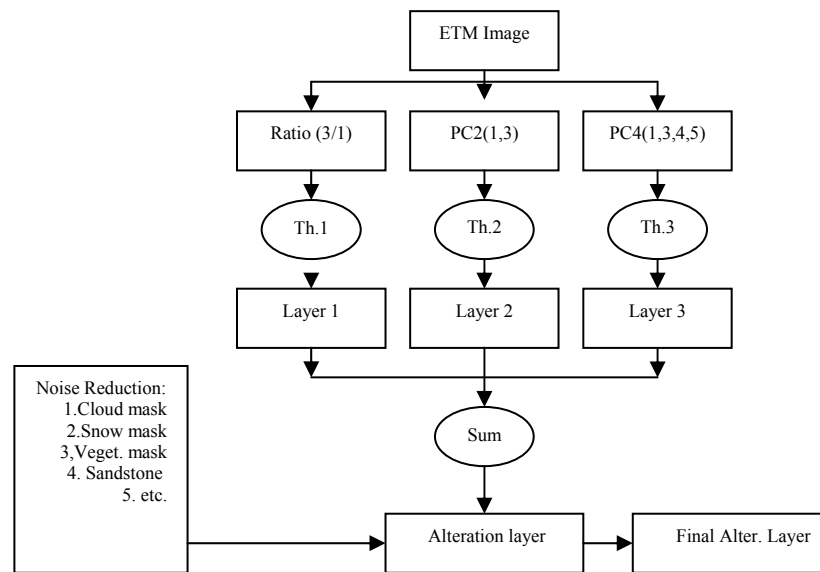 ETM Image
Ratio (3/1)
PC2(1,3)
PC4(1,3,4,5)
Th.1
Th.2
Th.3
Layer 1
Layer 2
Layer 3
Noise Reduction:
1.Cloud mask
2.Snow mask
3,Veget. mask
4. Sandstone
5. etc.
Sum
Alteration layer
Final Alter. Layer